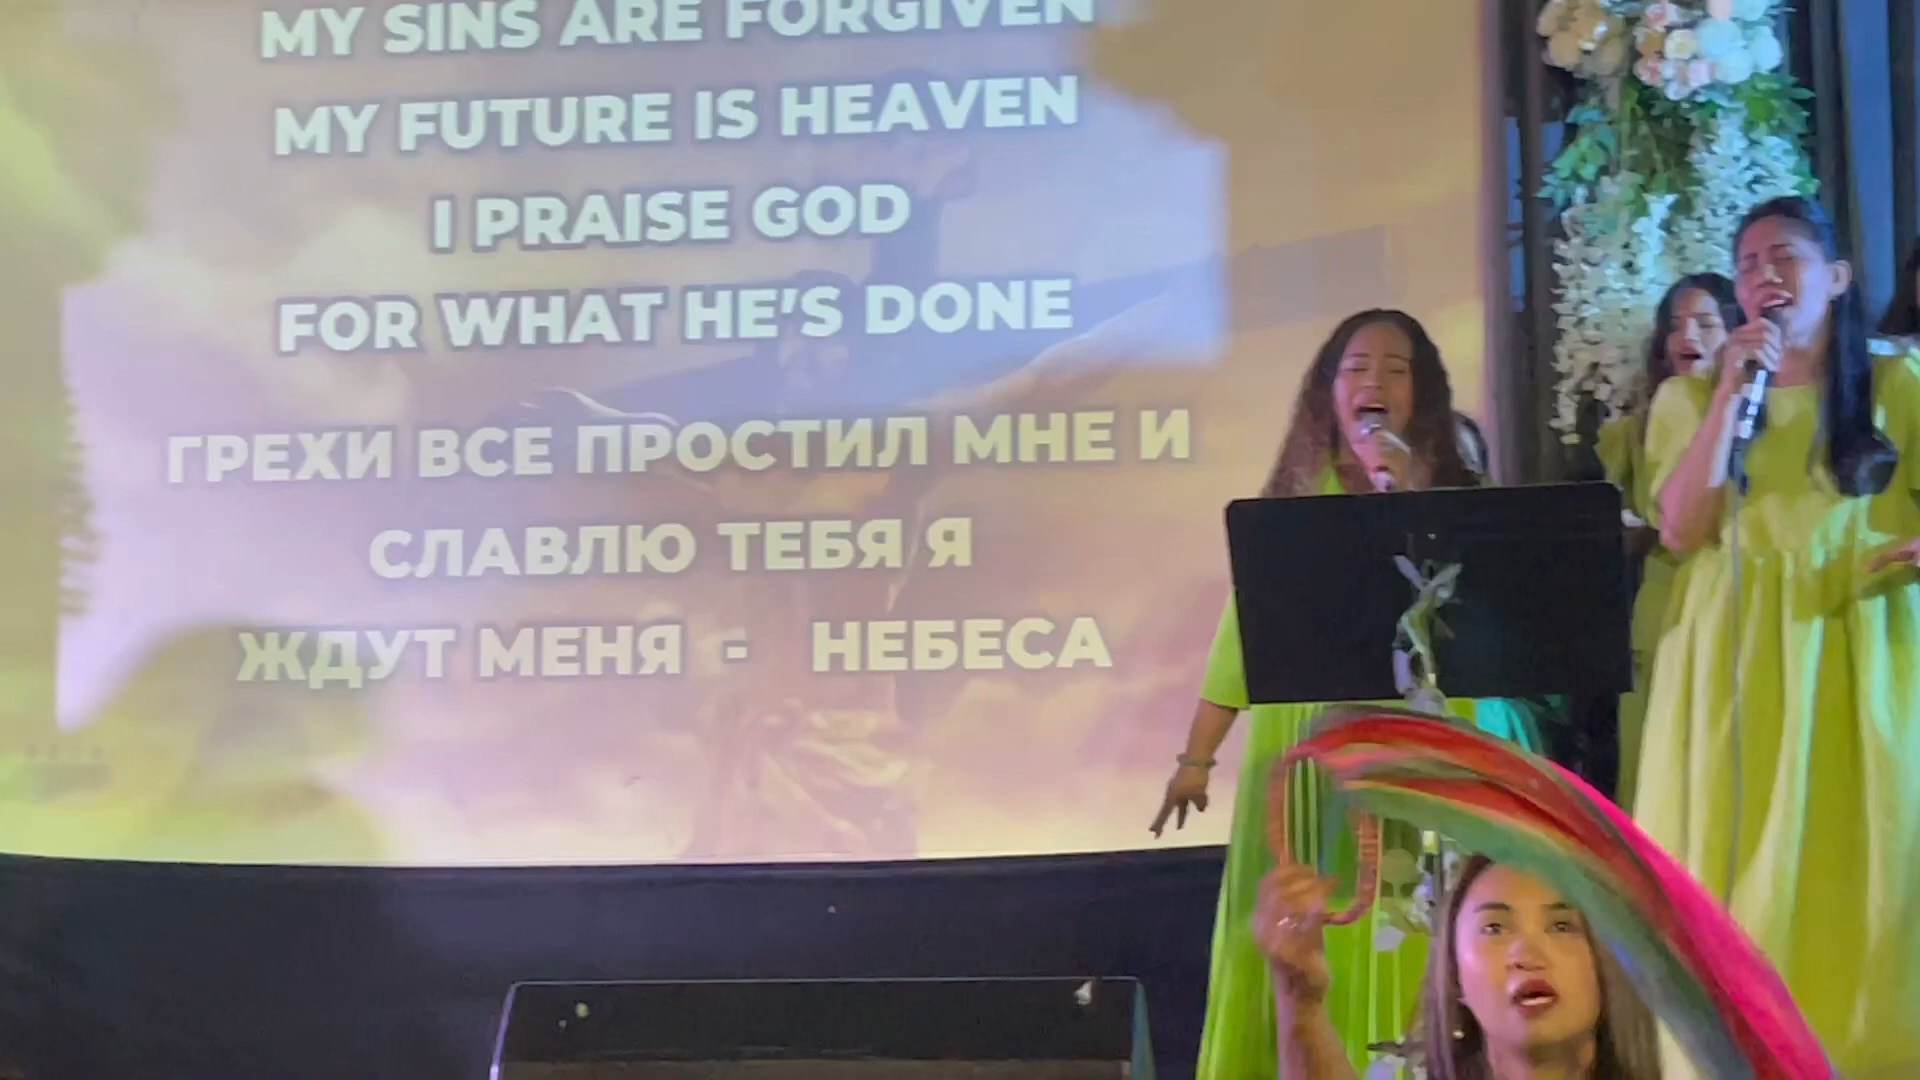 MY SINS ARE FORGIVEN
MY FUTURE IS HEAVEN
I PRAISE GOD
FOR WHAT HE'S DONE
ГРЕХИ ВСЕ ПРОСТИЛ МНЕ И
СЛАВЛЮ ТЕБЯ Я
ЖДУТ МЕНЯ - НЕБЕСА